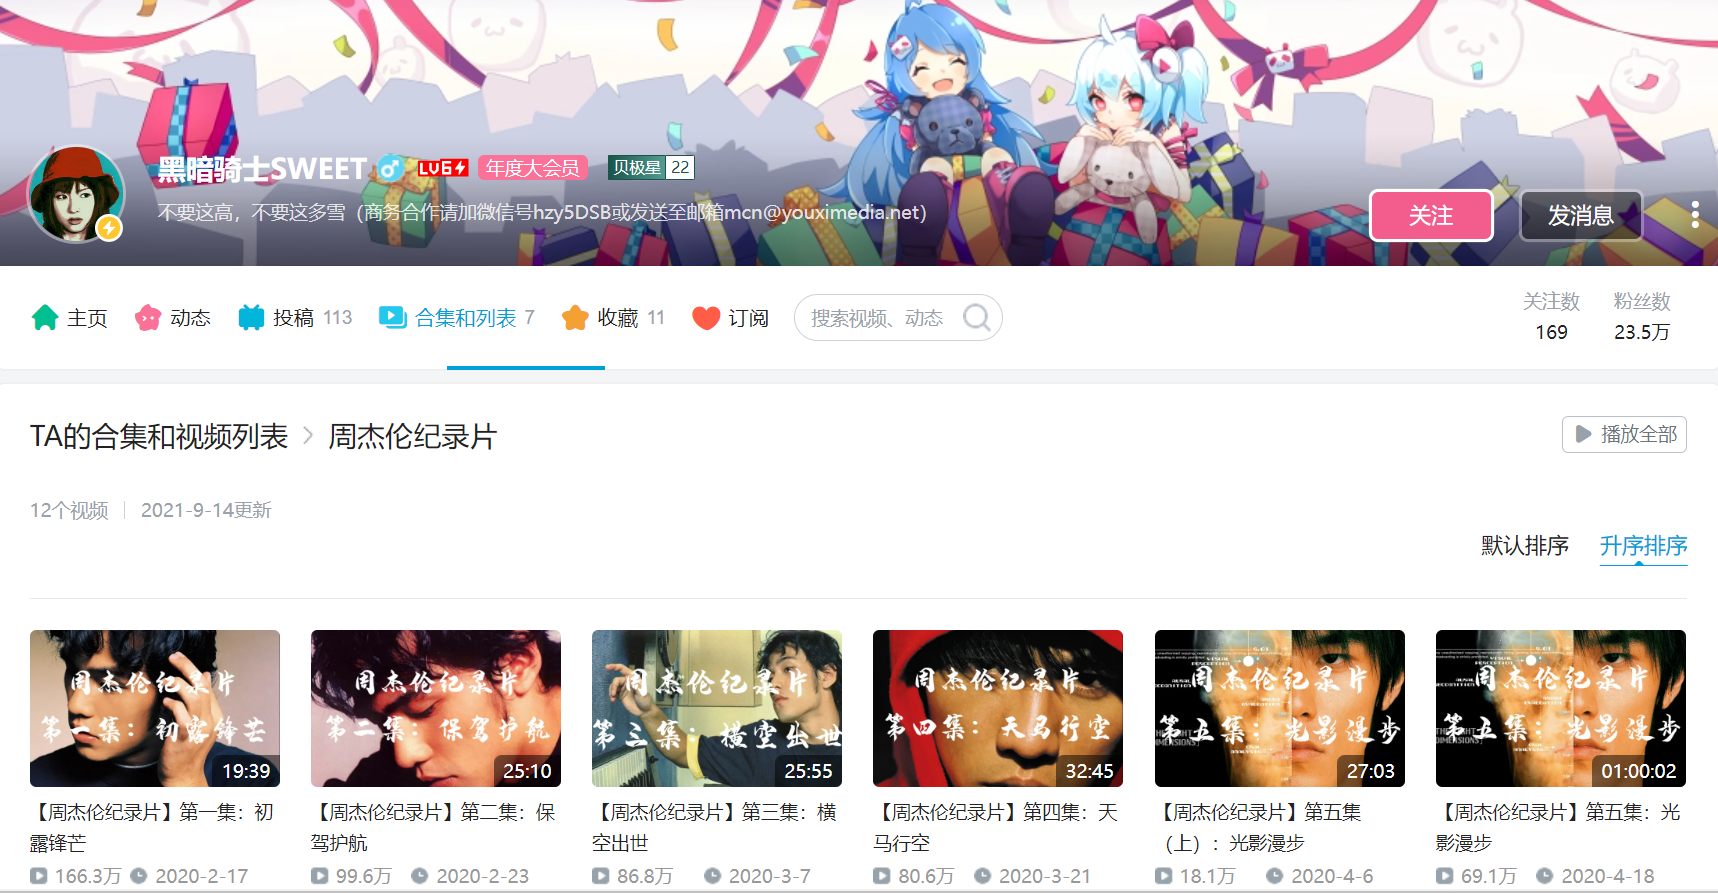 黑暗骑士SWEET LV6 年度大会员 贝极星 22
不要这高，不要这多雪（商务合作请加微信号hzy5DSB或发送至邮箱mcn@youximedia.net）
关注 发消息
主页 动态 投稿 113 合集和列表 7 收藏 11 订阅 搜索视频、动态
关注数 粉丝数
169 23.5万
TA的合集和视频列表 > 周杰伦纪录片
播放全部
12个视频 | 2021-9-14更新
默认排序 升序排序
周杰伦纪录片
第一集：初露锋芒
19:39
【周杰伦纪录片】第一集：初
露锋芒
166.3万 2020-2-17
周杰伦纪录片
第二集：保驾护航
25:10
【周杰伦纪录片】第二集：保
驾护航
99.6万 2020-2-23
周杰伦纪录片
第三集：横空出世
25:55
【周杰伦纪录片】第三集：横
空出世
86.8万 2020-3-7
周杰伦纪录片
第四集：天马行空
32:45
【周杰伦纪录片】第四集：天
马行空
80.6万 2020-3-21
周杰伦纪录片
第五集：光影漫步
27:03
【周杰伦纪录片】第五集
（上）：光影漫步
18.1万 2020-4-6
周杰伦纪录片
第五集：光影漫步
01:00:02
【周杰伦纪录片】第五集：光
影漫步
69.1万 2020-4-18